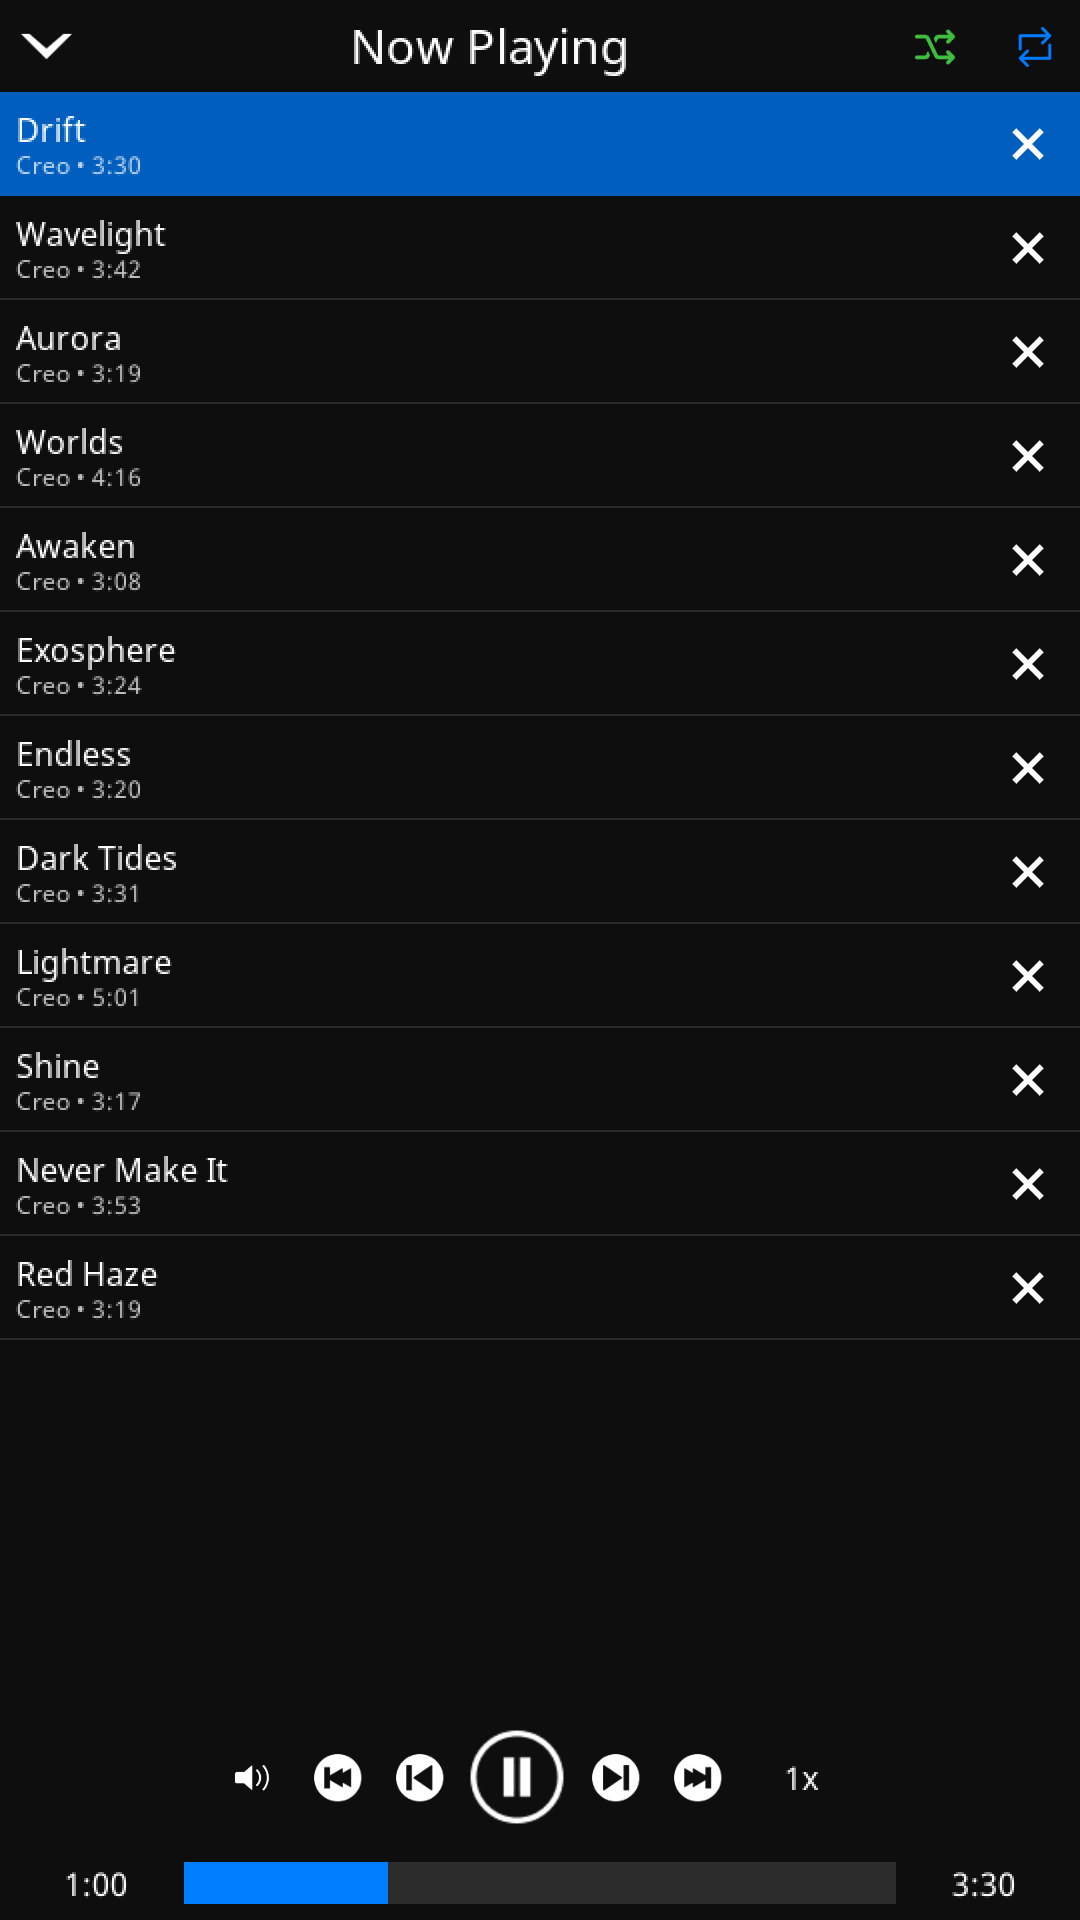 Now Playing
Drift
Creo • 3:30
Wavelight
Creo • 3:42
Aurora
Creo • 3:19
Worlds
Creo • 4:16
Awaken
Creo • 3:08
Exosphere
Creo • 3:24
Endless
Creo • 3:20
Dark Tides
Creo • 3:31
Lightmare
Creo • 5:01
Shine
Creo • 3:17
Never Make It
Creo • 3:53
Red Haze
Creo • 3:19
1x
1:00 3:30